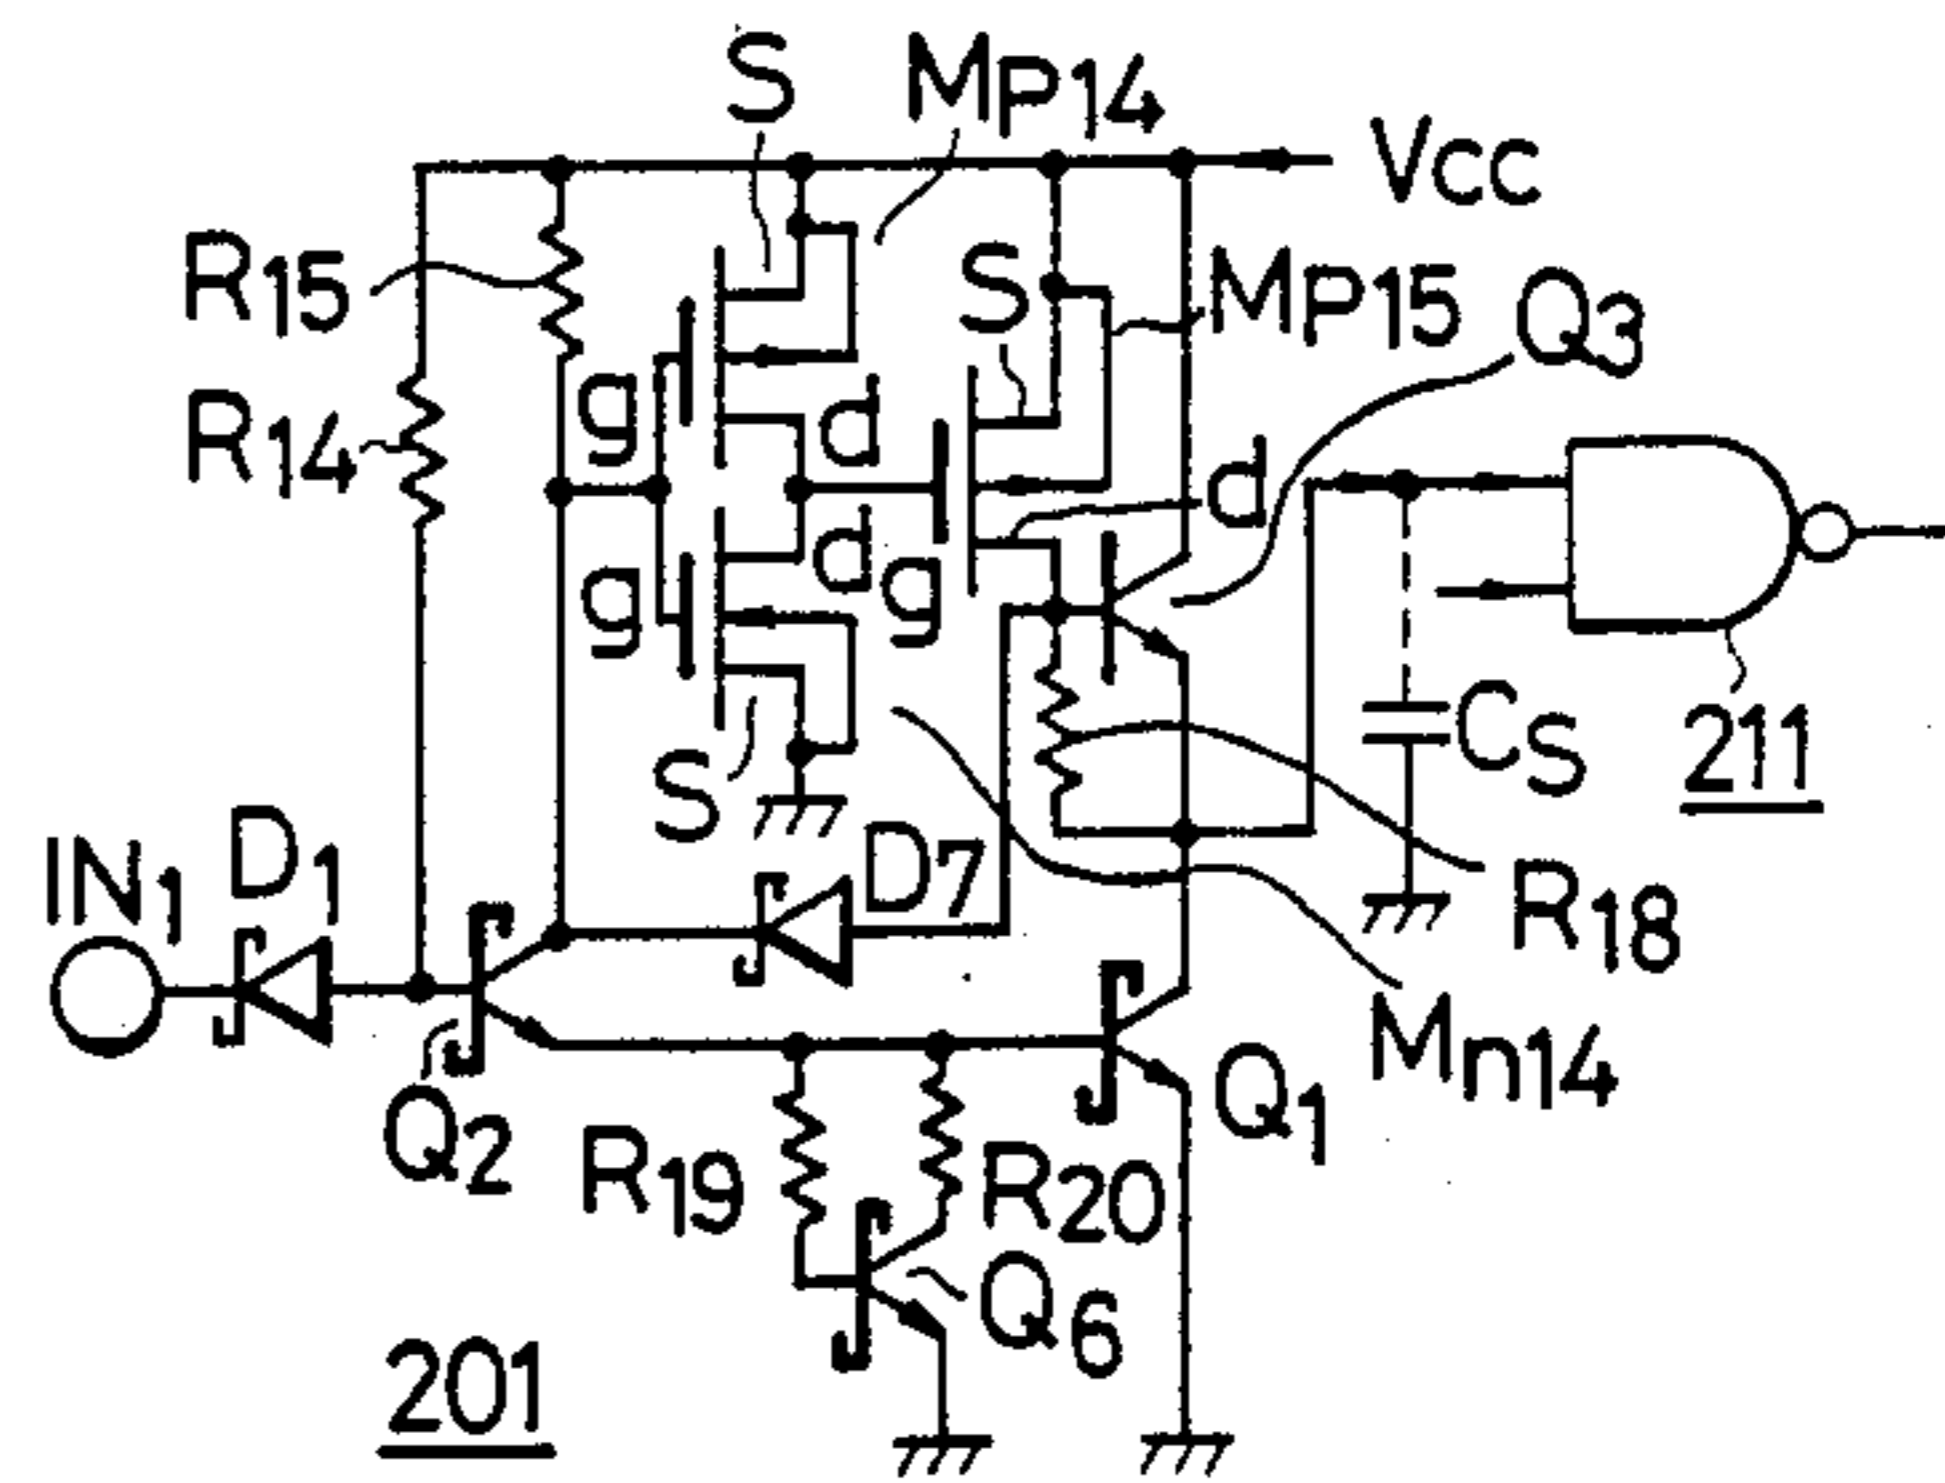 S MP14
VCC
R15 S MP15 Q3
g d
R14 d
g d g
CS 211
S
IN1 D1 D7 R18
Mn14
Q2 R19 R20 Q1
Q6
201